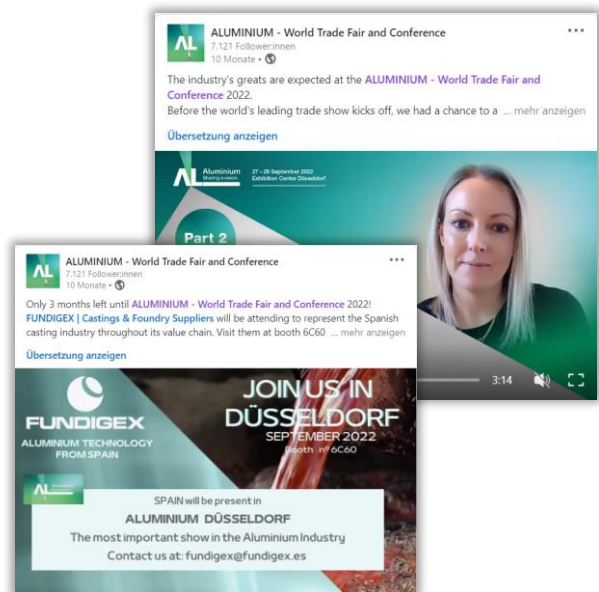 ALUMINIUM - World Trade Fair and Conference
7.121 Follower:innen
10 Monate •
The industry's greats are expected at the ALUMINIUM - World Trade Fair and
Conference 2022.
Before the world's leading trade show kicks off, we had a chance to a ... mehr anzeigen
Übersetzung anzeigen
AL Aluminium
27 – 29 September 2022
Exhibition Center Düsseldorf
Part 2
3:14
AL
ALUMINIUM - World Trade Fair and Conference
7.121 Follower:innen
10 Monate •
Only 3 months left until ALUMINIUM - World Trade Fair and Conference 2022!
FUNDIGEX | Castings & Foundry Suppliers will be attending to represent the Spanish
casting industry throughout its value chain. Visit them at booth 6C60 ... mehr anzeigen
Übersetzung anzeigen
FUNDIGEX
ALUMINIUM TECHNOLOGY
FROM SPAIN
JOIN US IN
DÜSSELDORF
SEPTEMBER 2022
Booth nº 6C60
AL
SPAIN will be present in
ALUMINIUM DÜSSELDORF
The most important show in the Aluminium Industry
Contact us at: fundigex@fundigex.es